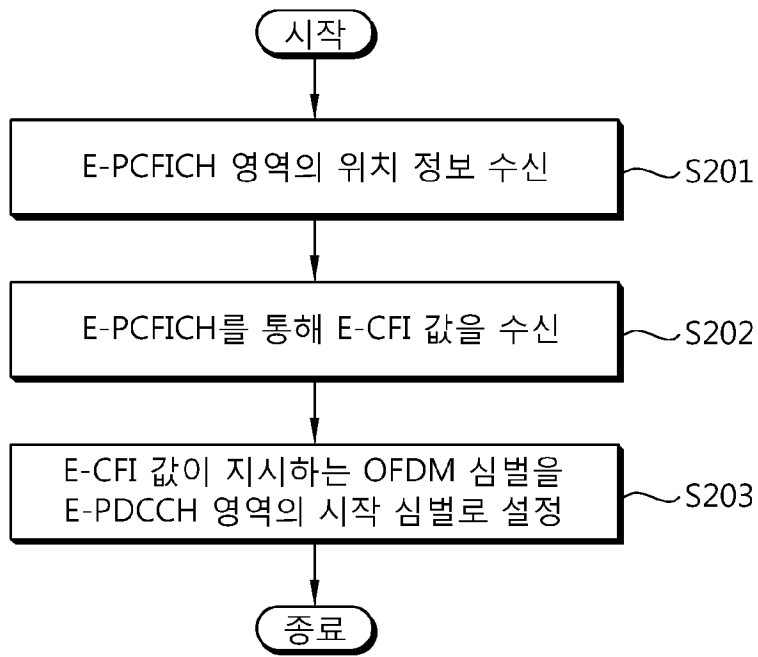 시작
E-PCFICH 영역의 위치 정보 수신
S201
E-PCFICH를 통해 E-CFI 값을 수신
S202
E-CFI 값이 지시하는 OFDM 심벌을
E-PDCCH 영역의 시작 심벌로 설정
S203
종료